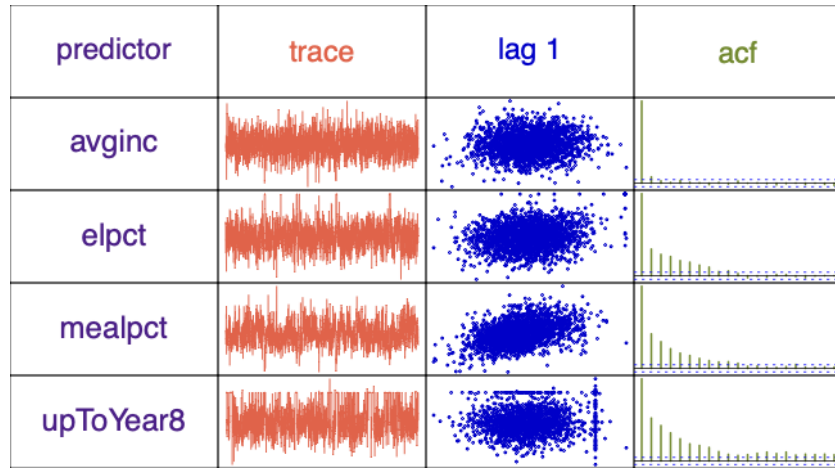 predictor trace lag 1 acf
avginc
elpct
mealpct
upToYear8